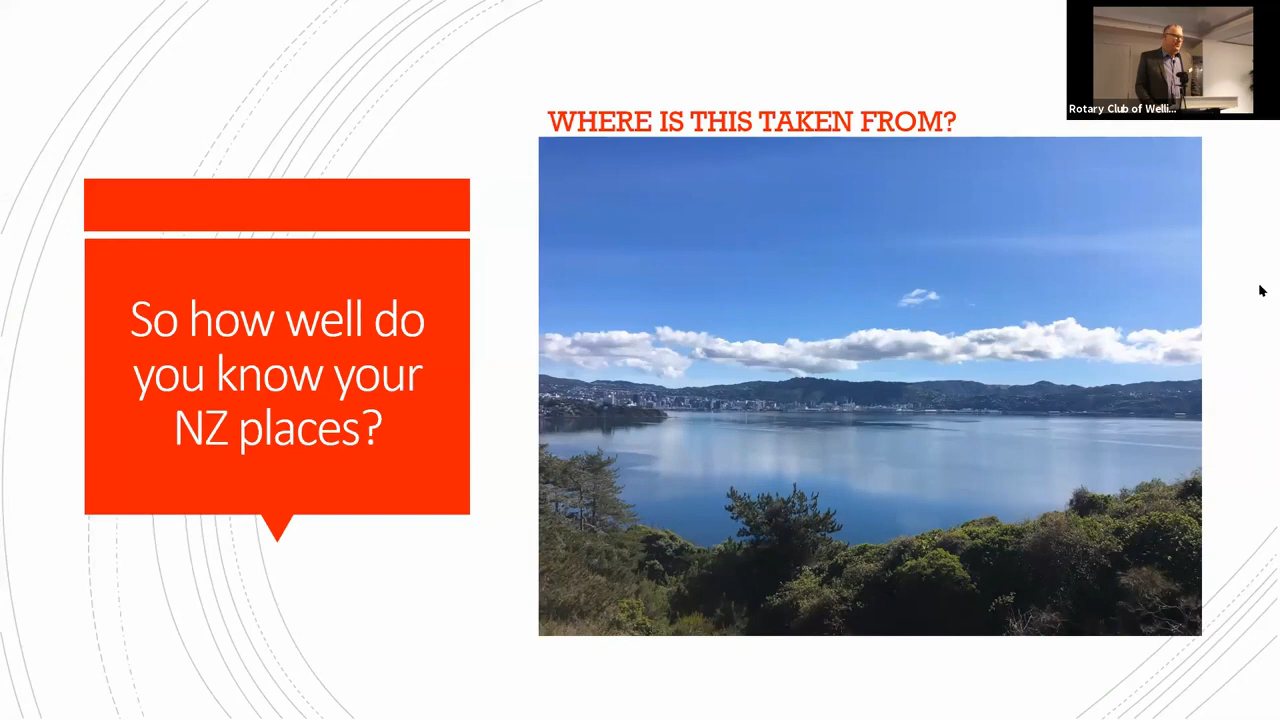 WHERE IS THIS TAKEN FROM?
Rotary Club of Welli...
So how well do
you know your
NZ places?